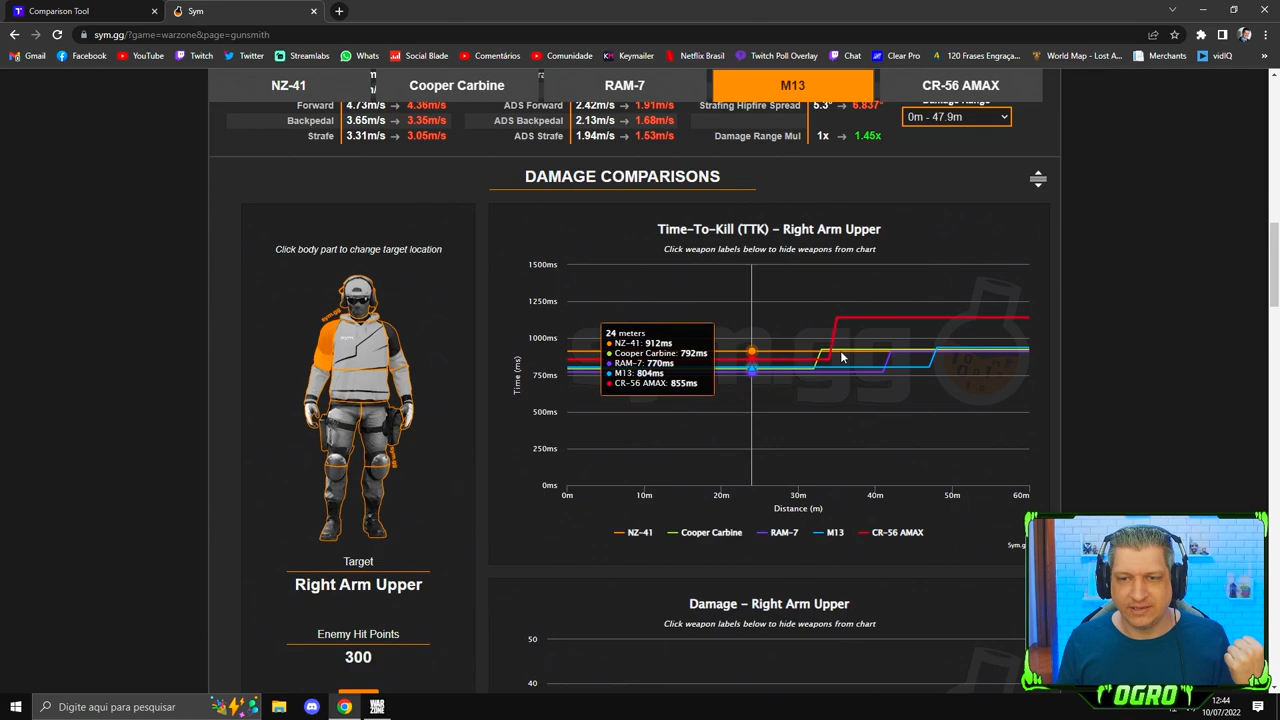 Comparison Tool
Sym
sym.gg/?game=warzone&page=gunsmith
Gmail
Facebook
YouTube
Twitch
Twitter
Streamlabs
Whats
Social Blade
Comentários
Comunidade
Keymailer
Netflix Brasil
Twitch Poll Overlay
Chat
Clear Pro
120 Frases Engraça...
World Map - Lost A...
Merchants
vidIQ
»
NZ-41
Cooper Carbine
RAM-7
M13
CR-56 AMAX
Forward 4.73m/s → 4.36m/s ADS Forward 2.42m/s → 1.91m/s Strafing Hipfire Spread 5.3° → 6.837°
Backpedal 3.65m/s → 3.35m/s ADS Backpedal 2.13m/s → 1.68m/s
Strafe 3.31m/s → 3.05m/s ADS Strafe 1.94m/s → 1.53m/s Damage Range Mul 1x → 1.45x
0m - 47.9m
DAMAGE COMPARISONS
Click body part to change target location
sym.gg
sym.gg
Target
Right Arm Upper
Enemy Hit Points
300
Time-To-Kill (TTK) – Right Arm Upper
Click weapon labels below to hide weapons from chart
1500ms
1250ms
1000ms
750ms
500ms
250ms
0ms
Time (ms)
sym.gg
24 meters
NZ-41: 912ms
Cooper Carbine: 792ms
RAM-7: 770ms
M13: 804ms
CR-56 AMAX: 855ms
0m 10m 20m 30m 40m 50m 60m
Distance (m)
NZ-41 Cooper Carbine RAM-7 M13 CR-56 AMAX
Sym.g
Damage – Right Arm Upper
Click weapon labels below to hide weapons from chart
50
40
OGRO
Digite aqui para pesquisar
WAR
ZONE
12:44
10/07/2022